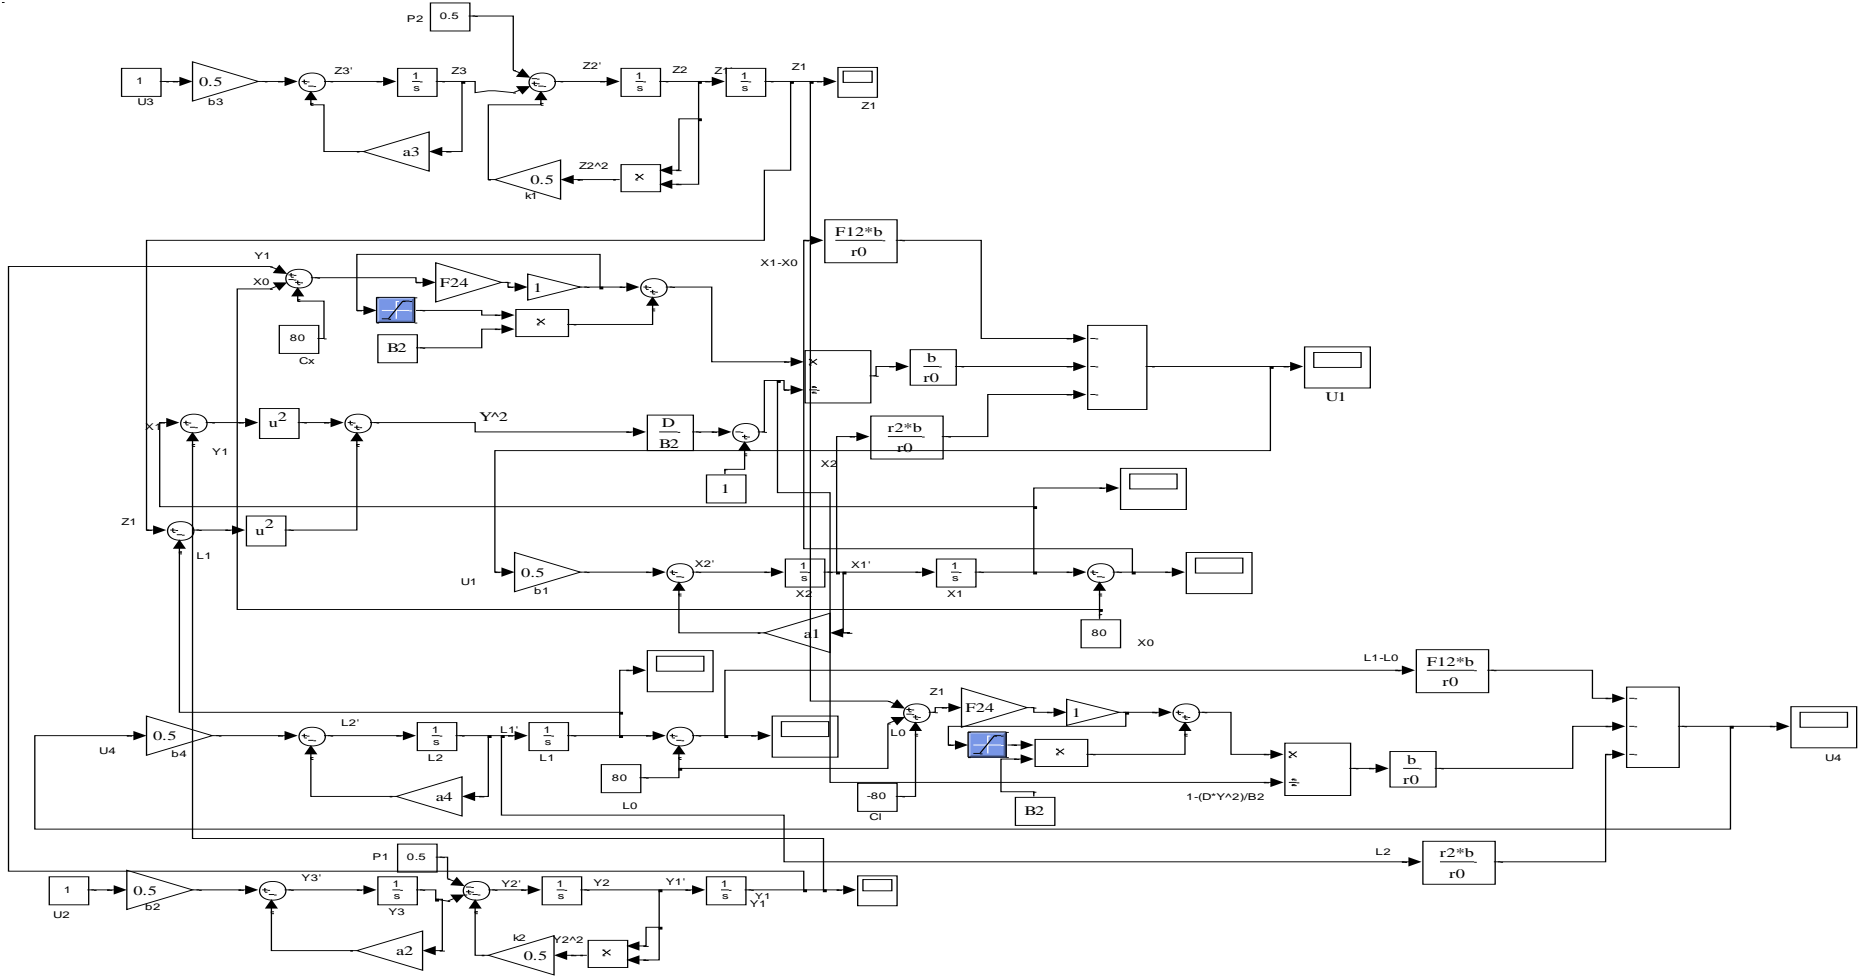 P2
0.5
1
U3
0.5
b3
Z3'
1
s
Z3
Z2'
1
s
Z2
1
s
Z1
Z1
a3
Z2^2
0.5
k1
×
F12*b
r0
X1-X0
Y1
X0
F24
1
80
Cx
B2
×
×
÷
b
r0
U1
X1
u²
Y1
Y^2
D
B2
1
r2*b
r0
X2
Z1
u²
L1
U1
0.5
b1
X2'
1
s
X2
X1'
1
s
X1
a1
80
X0
L1-L0
F12*b
r0
U4
0.5
b4
L2'
1
s
L2
L1'
1
s
L1
a4
80
L0
Z1
L0
F24
1
×
-80
Cl
B2
×
÷
1-(D*Y^2)/B2
b
r0
U4
L2
r2*b
r0
P1
0.5
1
U2
0.5
b2
Y3'
1
s
Y3
Y2'
1
s
Y2
Y1'
1
s
Y1
Y1
a2
k2
0.5
Y2^2
×